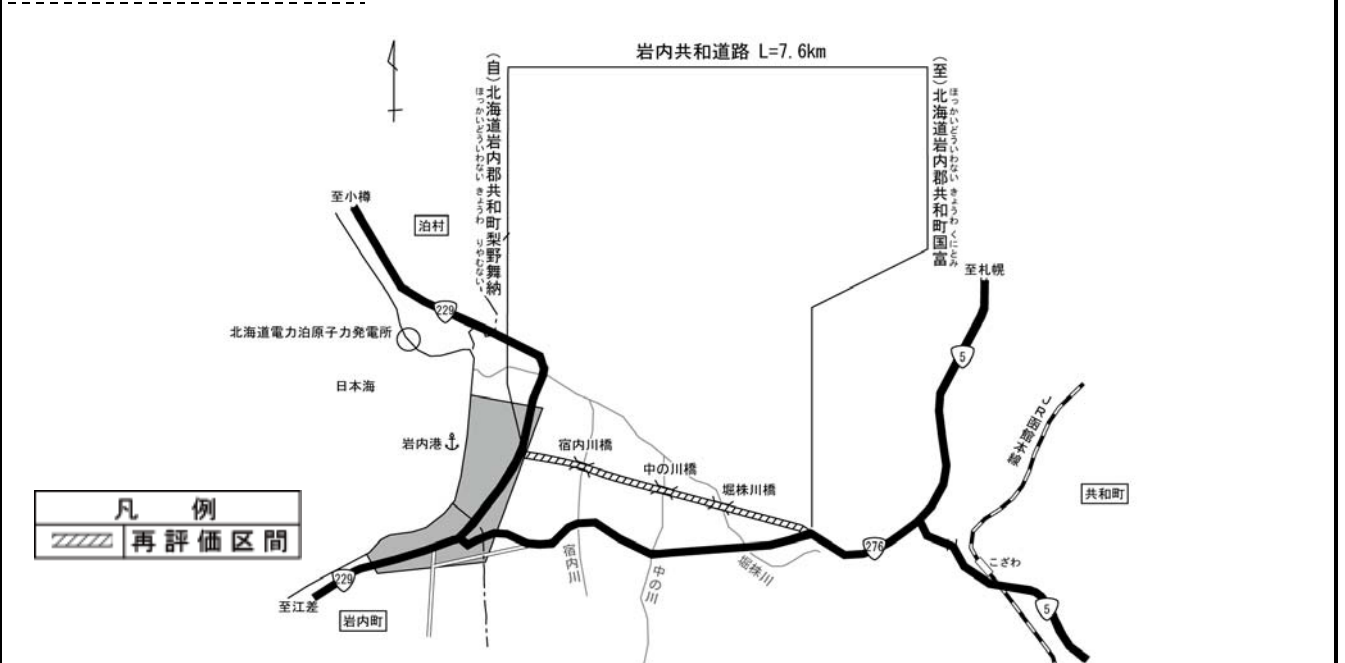 岩内共和道路 L=7.6km
(自)北海道岩内郡共和町梨野舞納
ほっかいどういわない きょうわ りやむない
(至)北海道岩内郡共和町国富
ほっかいどういわない きょうわ くにとみ
至小樽
泊村
至札幌
229
北海道電力泊原子力発電所
5
日本海
JR函館本線
岩内港
宿内川橋
中の川橋
堀株川橋
共和町
凡 例
再評価区間
276
宿内川
中の川
堀株川
こざわ
229
至江差
岩内町
5